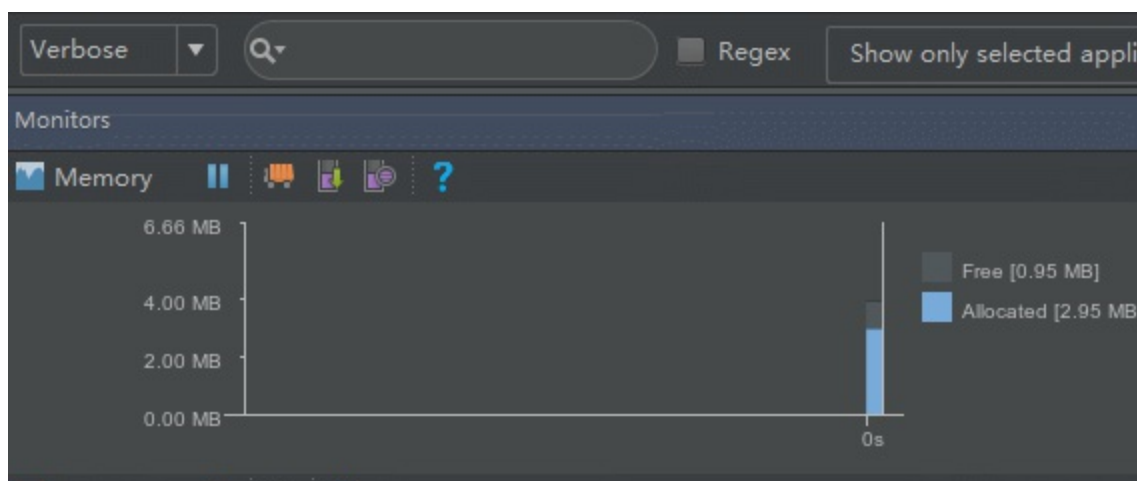 Verbose Regex Show only selected appli
Monitors
Memory ?
6.66 MB
Free [0.95 MB]
4.00 MB
Allocated [2.95 MB
2.00 MB
0.00 MB
0s